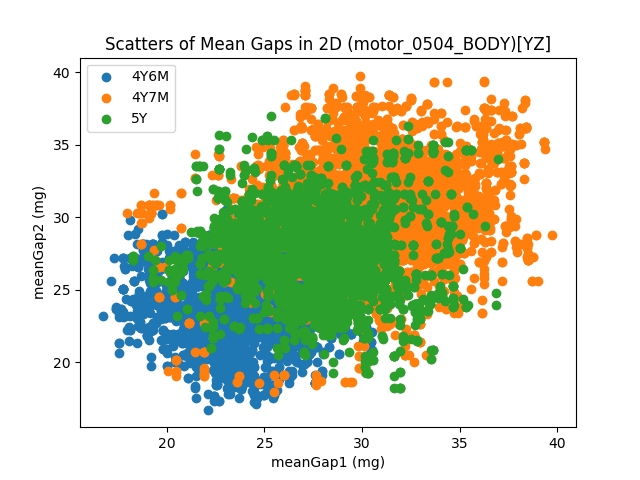 Scatters of Mean Gaps in 2D (motor_0504_BODY)[YZ]
40
35
30
25
20
meanGap2 (mg)
4Y6M
4Y7M
5Y
20 25 30 35 40
meanGap1 (mg)